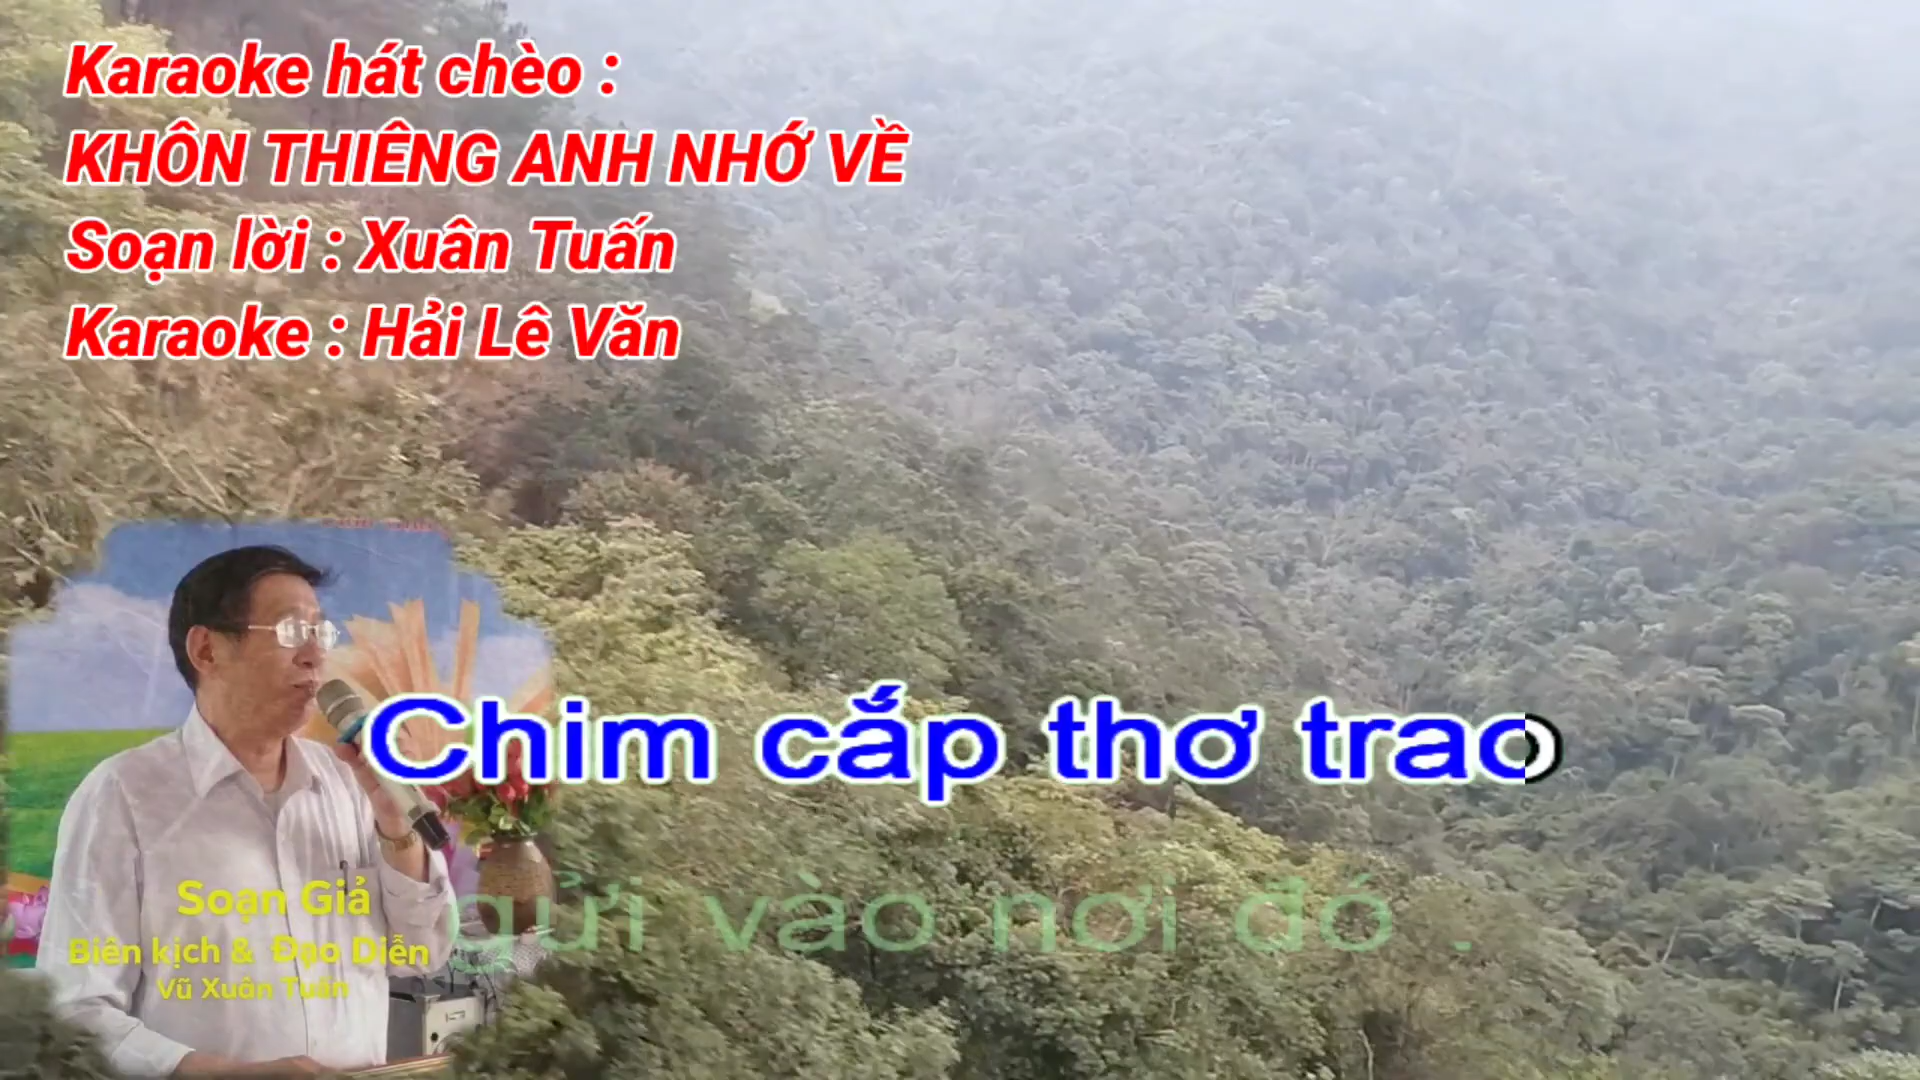 Karaoke hát chèo :
KHÔN THIÊNG ANH NHỚ VỀ
Soạn lời : Xuân Tuấn
Karaoke : Hải Lê Văn
Chim cắp thơ trao
gửi vào nơi đó .
Soạn Giả
Biên kịch & Đạo Diễn
Vũ Xuân Tuấn